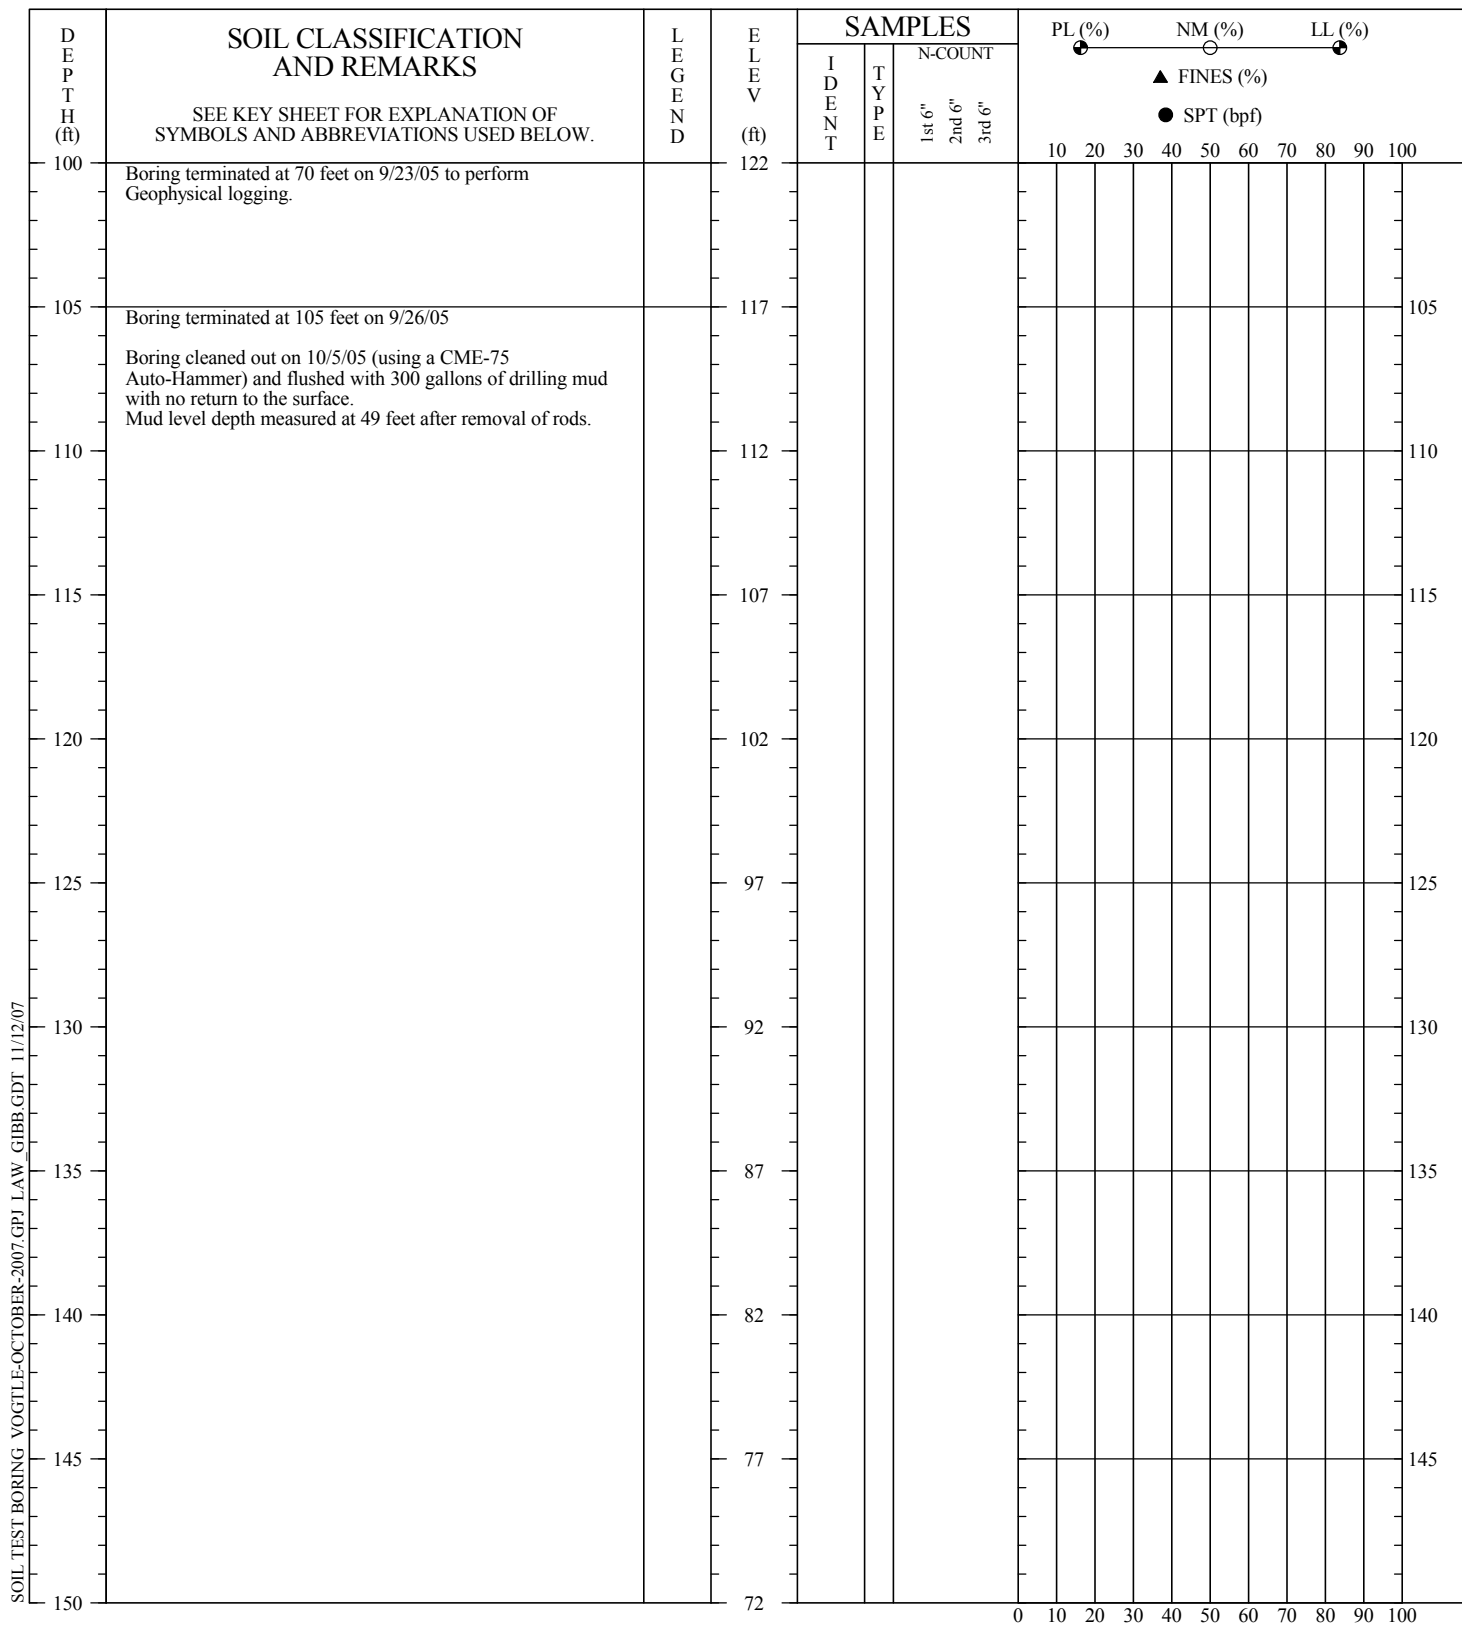 DEPTH
(ft)
SOIL CLASSIFICATION
AND REMARKS
SEE KEY SHEET FOR EXPLANATION OF
SYMBOLS AND ABBREVIATIONS USED BELOW.
LEGEND
ELEV
(ft)
SAMPLES
IDENT
TYPE
N-COUNT
1st 6"
2nd 6"
3rd 6"
PL (%) NM (%) LL (%)
▲ FINES (%)
● SPT (bpf)
10 20 30 40 50 60 70 80 90 100
100 122
Boring terminated at 70 feet on 9/23/05 to perform
Geophysical logging.
105 117 105
Boring terminated at 105 feet on 9/26/05
Boring cleaned out on 10/5/05 (using a CME-75
Auto-Hammer) and flushed with 300 gallons of drilling mud
with no return to the surface.
Mud level depth measured at 49 feet after removal of rods.
110 112 110
115 107 115
120 102 120
125 97 125
130 92 130
135 87 135
140 82 140
145 77 145
150 72
0 10 20 30 40 50 60 70 80 90 100
SOIL TEST BORING VOGTLE-OCTOBER-2007.GPJ LAW_GIBB.GDT 11/12/07